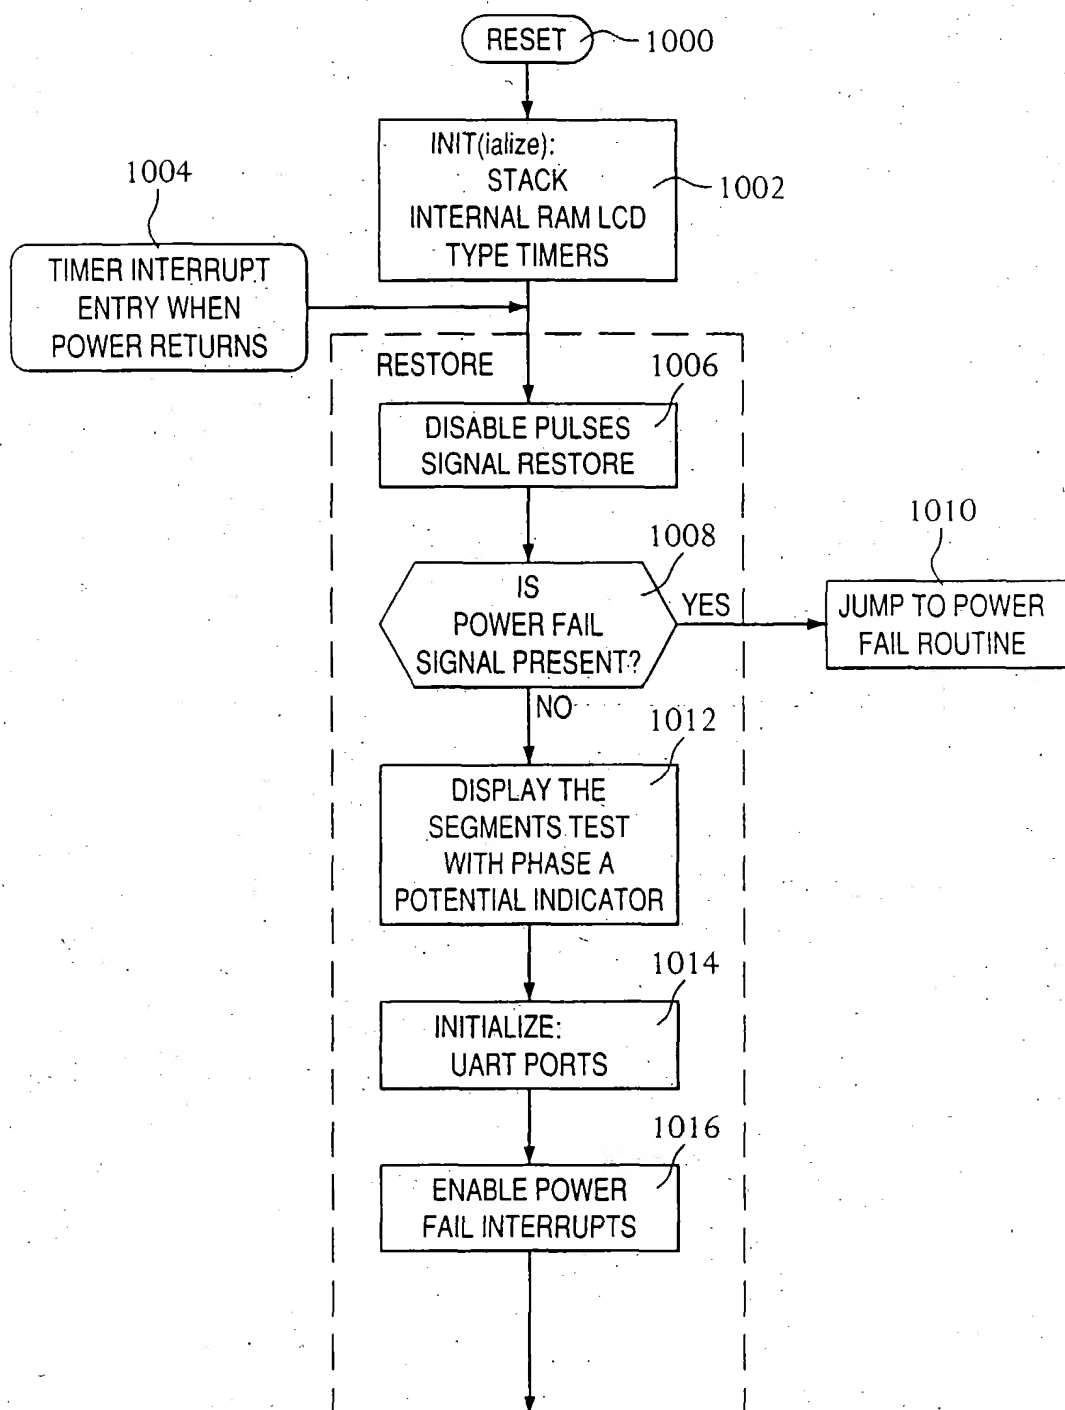 RESET
1000
INIT(ialize):
STACK
INTERNAL RAM LCD
TYPE TIMERS
1002
1004
TIMER INTERRUPT
ENTRY WHEN
POWER RETURNS
RESTORE
1006
DISABLE PULSES
SIGNAL RESTORE
1008
IS
POWER FAIL
SIGNAL PRESENT?
YES
1010
JUMP TO POWER
FAIL ROUTINE
NO
1012
DISPLAY THE
SEGMENTS TEST
WITH PHASE A
POTENTIAL INDICATOR
1014
INITIALIZE:
UART PORTS
1016
ENABLE POWER
FAIL INTERRUPTS